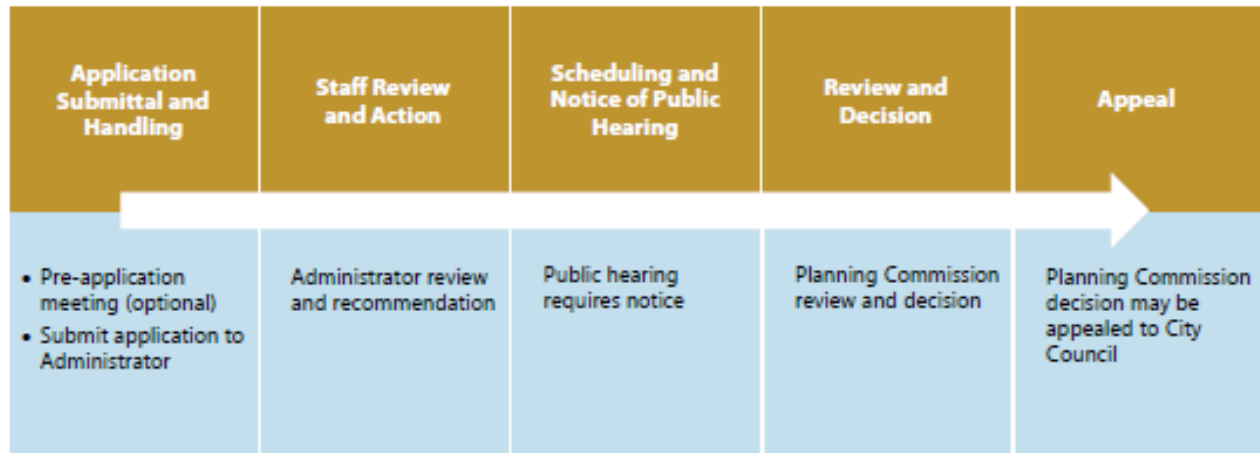 Application
Submittal and
Handling
Staff Review
and Action
Scheduling and
Notice of Public
Hearing
Review and
Decision
Appeal
• Pre-application
meeting (optional)
• Submit application to
Administrator
Administrator review
and recommendation
Public hearing
requires notice
Planning Commission
review and decision
Planning Commission
decision may be
appealed to City
Council